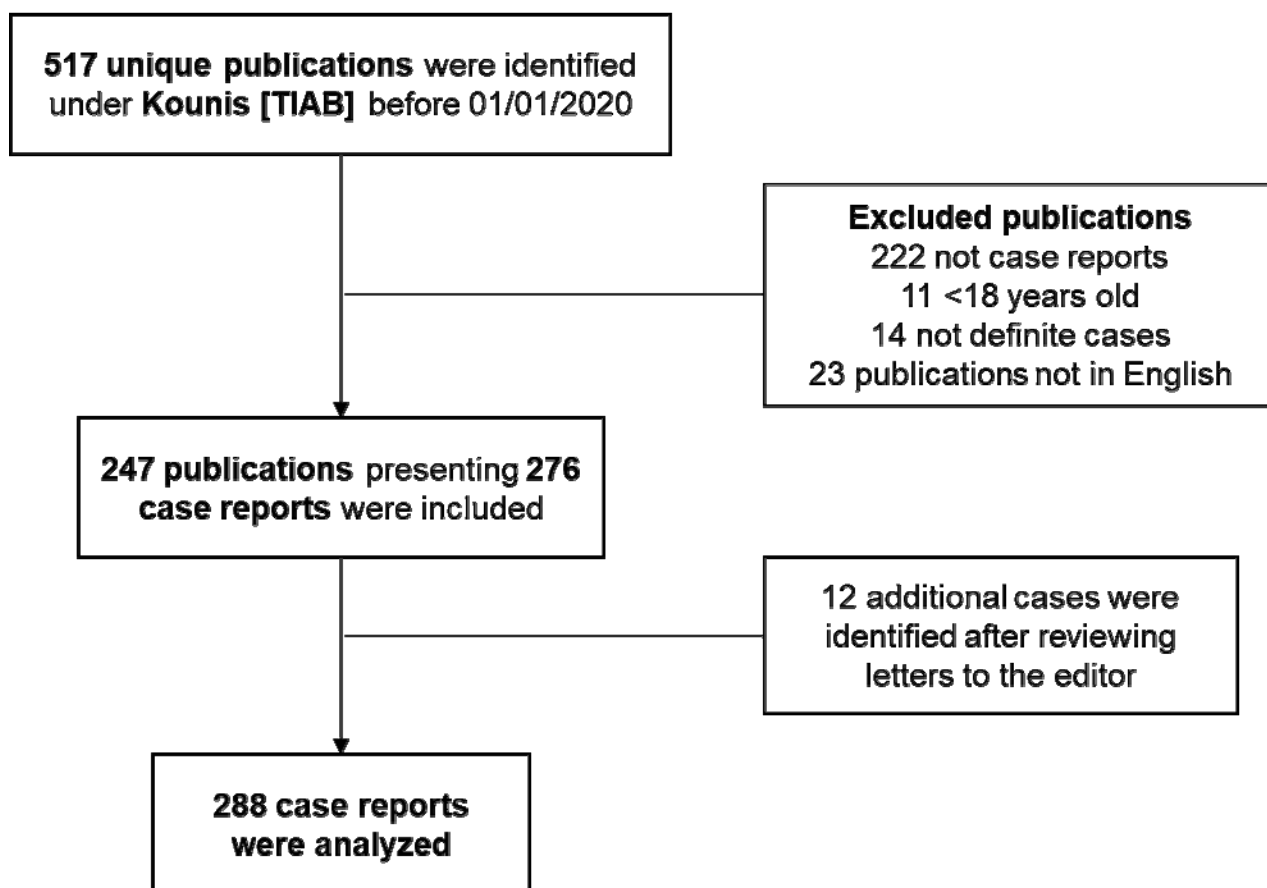 517 unique publications were identified
under Kounis [TIAB] before 01/01/2020
Excluded publications
222 not case reports
11 <18 years old
14 not definite cases
23 publications not in English
247 publications presenting 276
case reports were included
12 additional cases were
identified after reviewing
letters to the editor
288 case reports
were analyzed